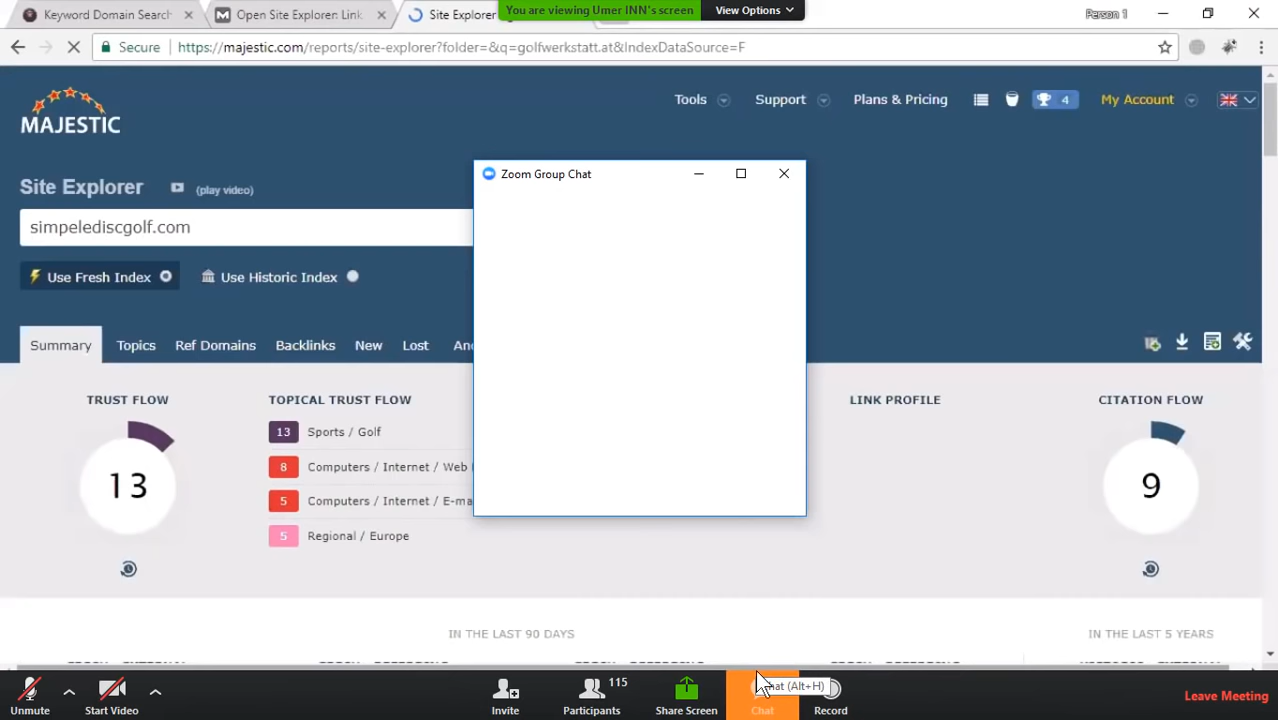 Keyword Domain Search
Open Site Explorer: Link
Site Explorer
You are viewing Umer INN's screen
View Options
Person 1
Secure
https://majestic.com/reports/site-explorer?folder=&q=golfwerkstatt.at&IndexDataSource=F
MAJESTIC
Tools
Support
Plans & Pricing
4
My Account
Site Explorer
(play video)
simpelediscgolf.com
Use Fresh Index
Use Historic Index
Zoom Group Chat
Summary
Topics
Ref Domains
Backlinks
New
Lost
TRUST FLOW
13
TOPICAL TRUST FLOW
13 Sports / Golf
8 Computers / Internet / Web
5 Computers / Internet / E-ma
5 Regional / Europe
LINK PROFILE
CITATION FLOW
9
IN THE LAST 90 DAYS
IN THE LAST 5 YEARS
Unmute
Start Video
Invite
115
Participants
Share Screen
(Alt+H)
Chat
Record
Leave Meeting